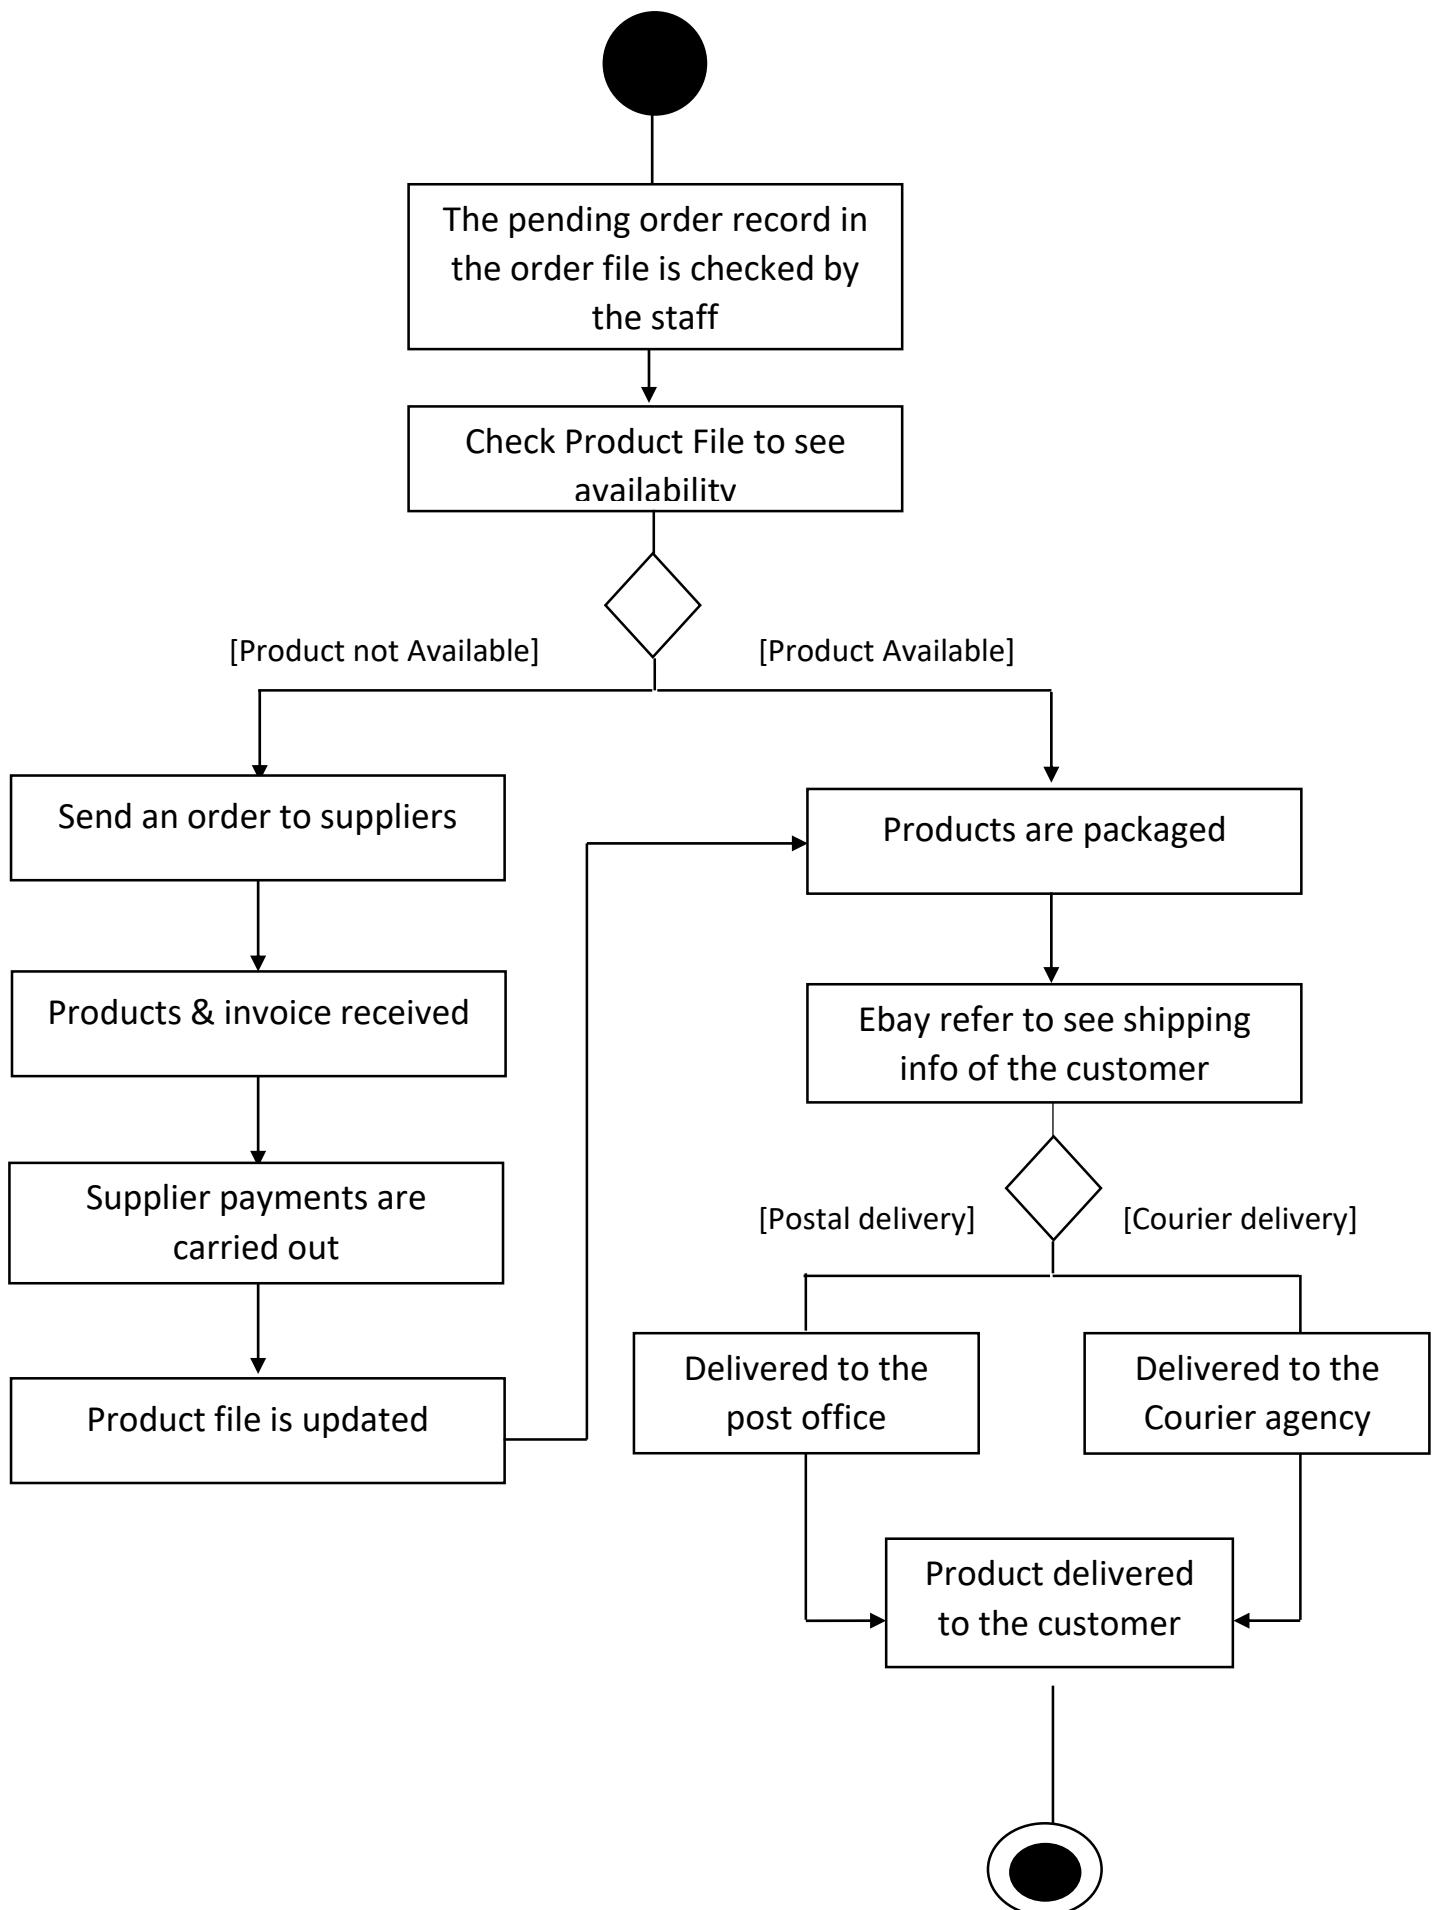 The pending order record in
the order file is checked by
the staff
Check Product File to see
availability
[Product not Available]
[Product Available]
Send an order to suppliers
Products are packaged
Products & invoice received
Ebay refer to see shipping
info of the customer
Supplier payments are
carried out
[Postal delivery]
[Courier delivery]
Product file is updated
Delivered to the
post office
Delivered to the
Courier agency
Product delivered
to the customer